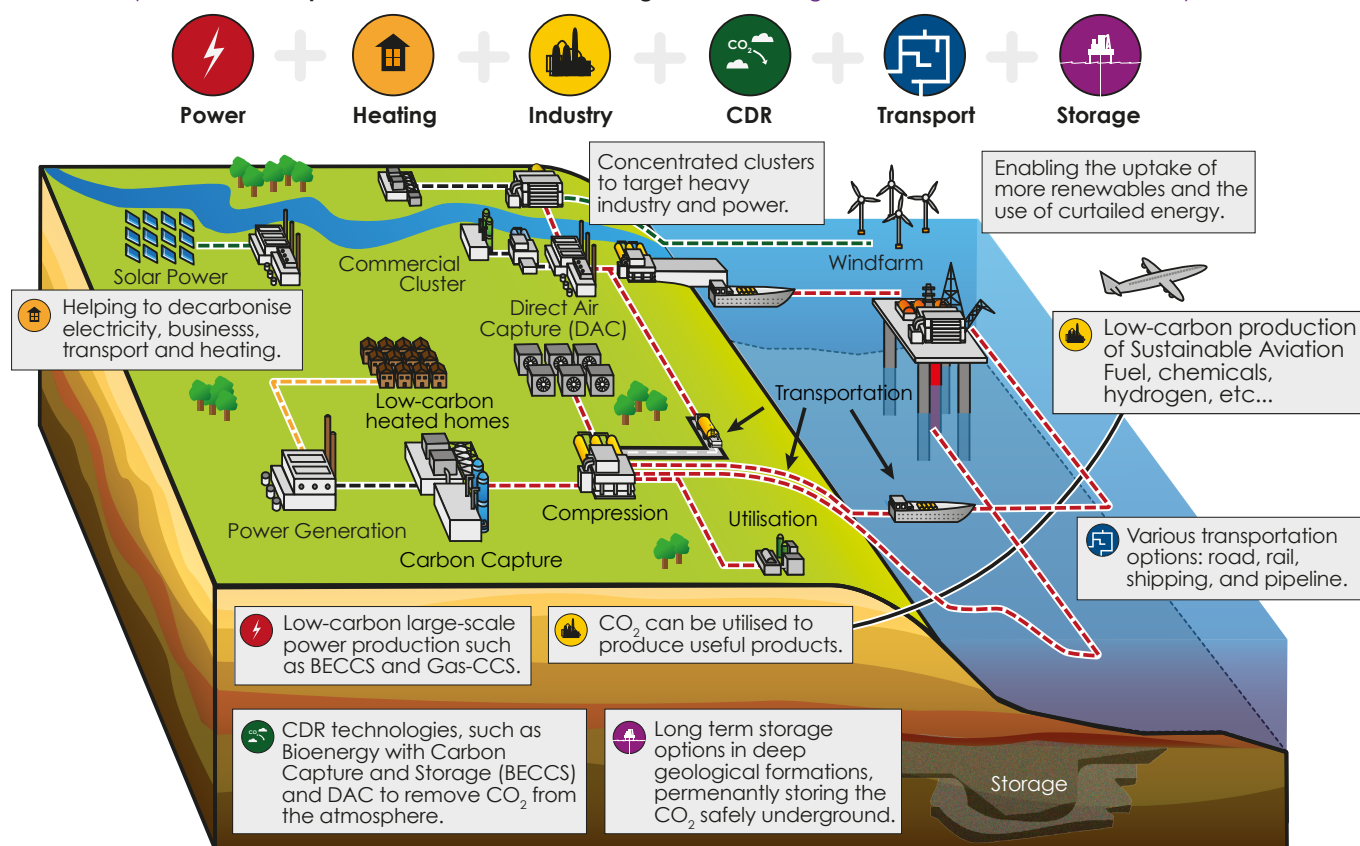 Power
Heating
Industry
CO₂
CDR
Transport
Storage
Concentrated clusters
to target heavy
industry and power.
Enabling the uptake of
more renewables and the
use of curtailed energy.
Solar Power
Commercial
Cluster
Windfarm
Helping to decarbonise
electricity, businesss,
transport and heating.
Direct Air
Capture (DAC)
Low-carbon production
of Sustainable Aviation
Fuel, chemicals,
hydrogen, etc...
Low-carbon
heated homes
Transportation
Power Generation
Carbon Capture
Compression
Utilisation
Various transportation
options: road, rail,
shipping, and pipeline.
Low-carbon large-scale
power production such
as BECCS and Gas-CCS.
CO₂ can be utilised to
produce useful products.
CO₂
CDR technologies, such as
Bioenergy with Carbon
Capture and Storage (BECCS)
and DAC to remove CO₂ from
the atmosphere.
Long term storage
options in deep
geological formations,
permenantly storing the
CO₂ safely underground.
Storage